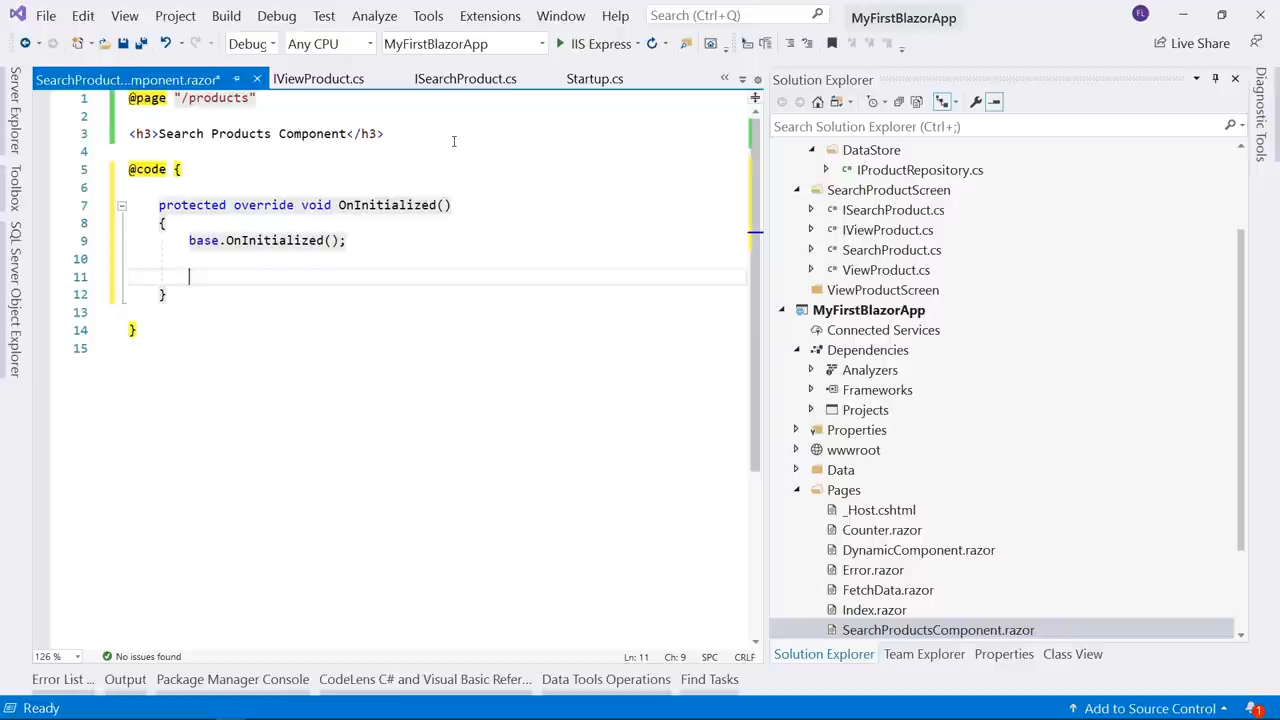 File Edit View Project Build Debug Test Analyze Tools Extensions Window Help Search (Ctrl+Q) MyFirstBlazorApp FL
Debug Any CPU MyFirstBlazorApp IIS Express Live Share
SearchProduct...mponent.razor* IViewProduct.cs ISearchProduct.cs Startup.cs
Server Explorer
Toolbox
SQL Server Object Explorer
1 @page "/products"
2
3 <h3>Search Products Component</h3>
4
5 @code {
6
7 protected override void OnInitialized()
8 {
9 base.OnInitialized();
10
11
12 }
13
14 }
15
126 % No issues found Ln: 11 Ch: 9 SPC CRLF
Solution Explorer
Search Solution Explorer (Ctrl+;)
DataStore
IProductRepository.cs
SearchProductScreen
ISearchProduct.cs
IViewProduct.cs
SearchProduct.cs
ViewProduct.cs
ViewProductScreen
MyFirstBlazorApp
Connected Services
Dependencies
Analyzers
Frameworks
Projects
Properties
wwwroot
Data
Pages
_Host.cshtml
Counter.razor
DynamicComponent.razor
Error.razor
FetchData.razor
Index.razor
SearchProductsComponent.razor
Solution Explorer Team Explorer Properties Class View
Diagnostic Tools
Error List ... Output Package Manager Console CodeLens C# and Visual Basic Refer... Data Tools Operations Find Tasks
Ready Add to Source Control 1